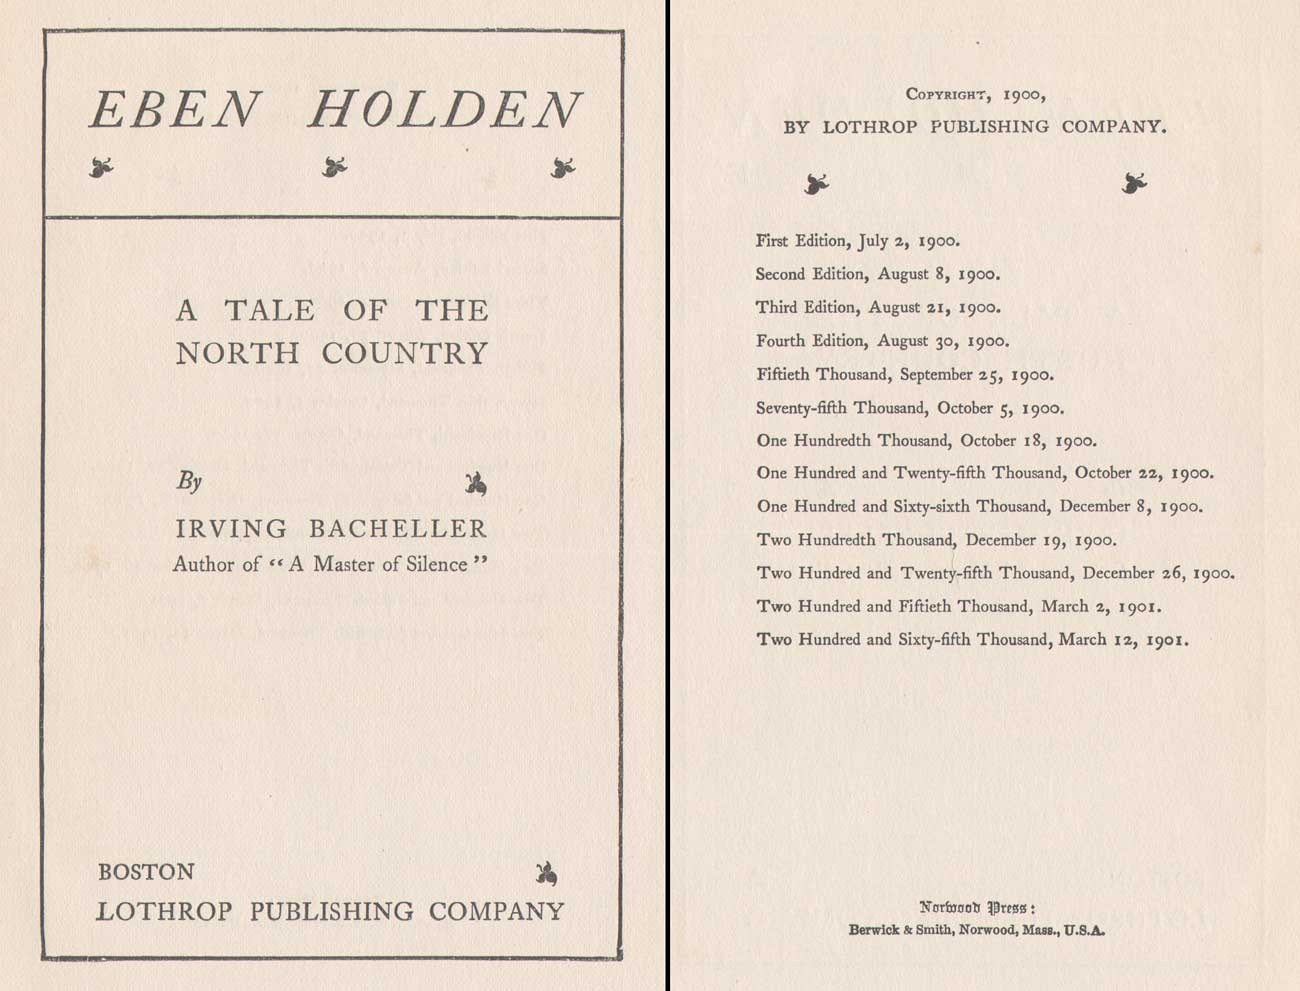 EBEN HOLDEN
A TALE OF THE
NORTH COUNTRY
By
IRVING BACHELLER
Author of “A Master of Silence”
BOSTON
LOTHROP PUBLISHING COMPANY
Copyright, 1900,
BY LOTHROP PUBLISHING COMPANY.
First Edition, July 2, 1900.
Second Edition, August 8, 1900.
Third Edition, August 21, 1900.
Fourth Edition, August 30, 1900.
Fiftieth Thousand, September 25, 1900.
Seventy-fifth Thousand, October 5, 1900.
One Hundredth Thousand, October 18, 1900.
One Hundred and Twenty-fifth Thousand, October 22, 1900.
One Hundred and Sixty-sixth Thousand, December 8, 1900.
Two Hundredth Thousand, December 19, 1900.
Two Hundred and Twenty-fifth Thousand, December 26, 1900.
Two Hundred and Fiftieth Thousand, March 2, 1901.
Two Hundred and Sixty-fifth Thousand, March 12, 1901.
Norwood Press:
Berwick & Smith, Norwood, Mass., U.S.A.